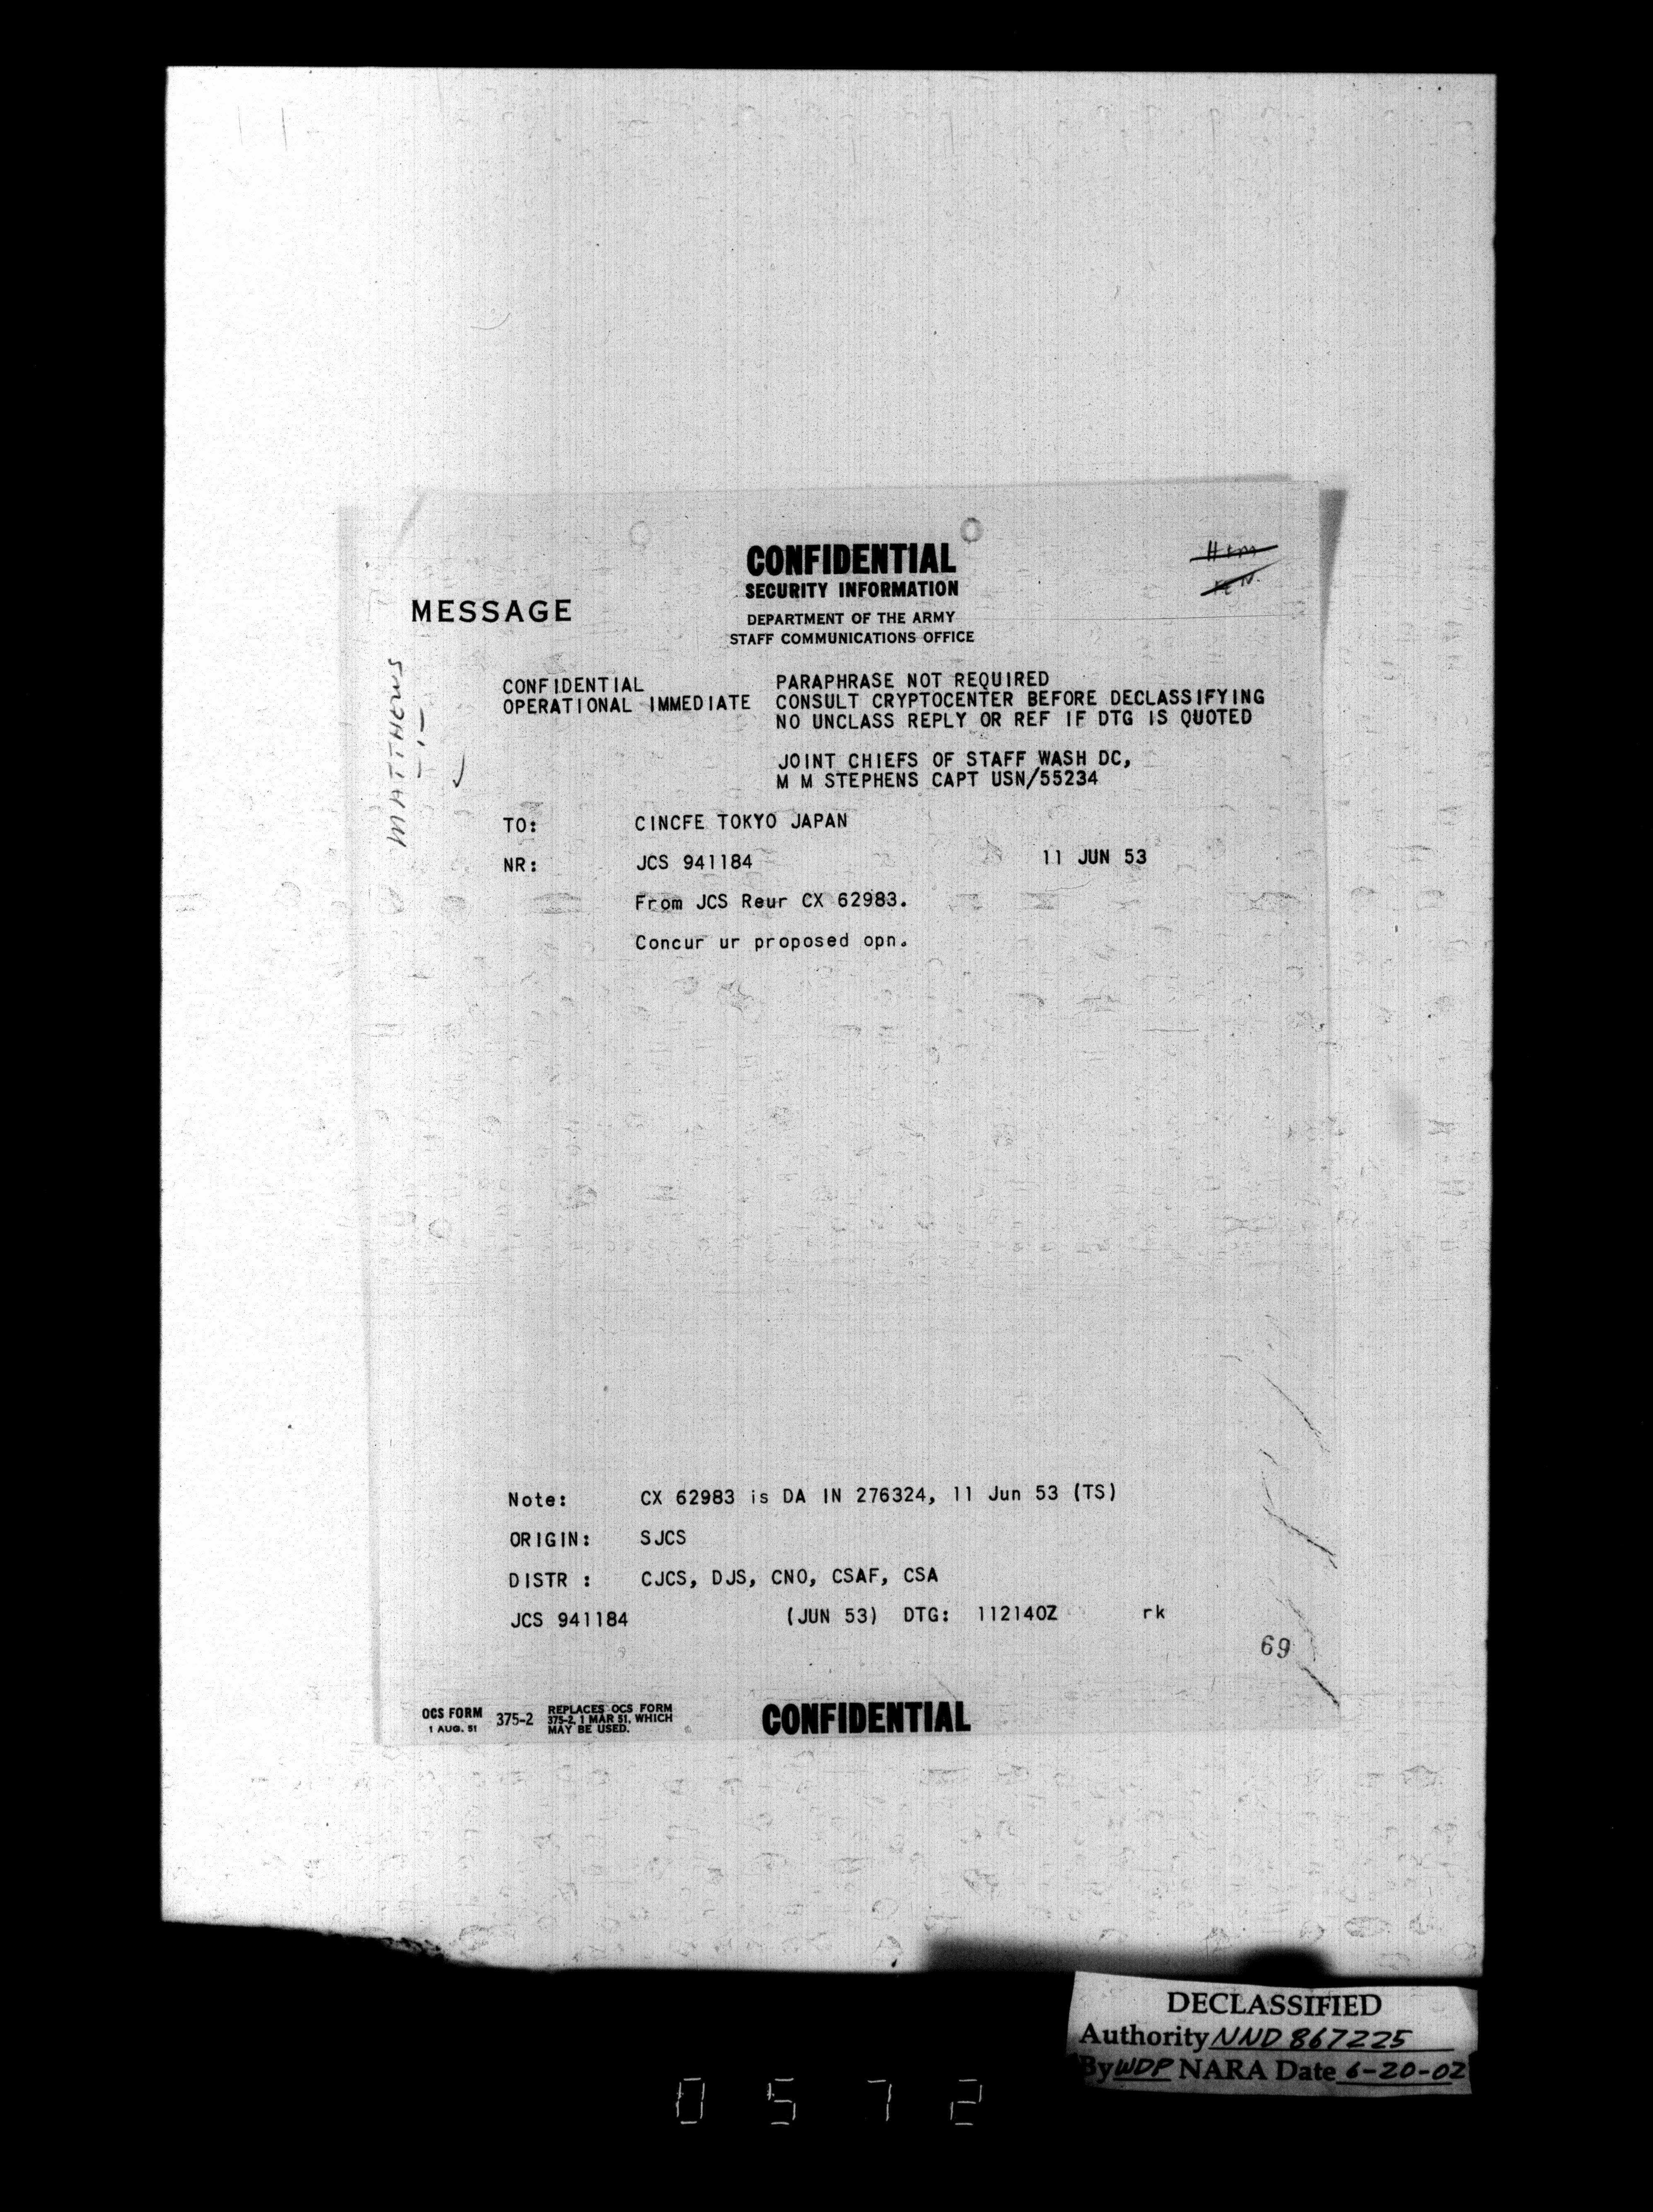 CONFIDENTIAL
SECURITY INFORMATION
MESSAGE
DEPARTMENT OF THE ARMY
STAFF COMMUNICATIONS OFFICE
MATTHEWS
CONFIDENTIAL PARAPHRASE NOT REQUIRED
OPERATIONAL IMMEDIATE CONSULT CRYPTOCENTER BEFORE DECLASSIFYING
NO UNCLASS REPLY OR REF IF DTG IS QUOTED
JOINT CHIEFS OF STAFF WASH DC,
M M STEPHENS CAPT USN/55234
TO: CINCFE TOKYO JAPAN
NR: JCS 941184 11 JUN 53
From JCS Reur CX 62983.
Concur ur proposed opn.
Note: CX 62983 is DA IN 276324, 11 Jun 53 (TS)
ORIGIN: SJCS
DISTR : CJCS, DJS, CNO, CSAF, CSA
JCS 941184 (JUN 53) DTG: 112140Z rk
69
OCS FORM 375-2 REPLACES OCS FORM
1 AUG. 51 375-2, 1 MAR 51, WHICH
MAY BE USED.
CONFIDENTIAL
DECLASSIFIED
Authority NND 867225
By WDP NARA Date 6-20-02
0572